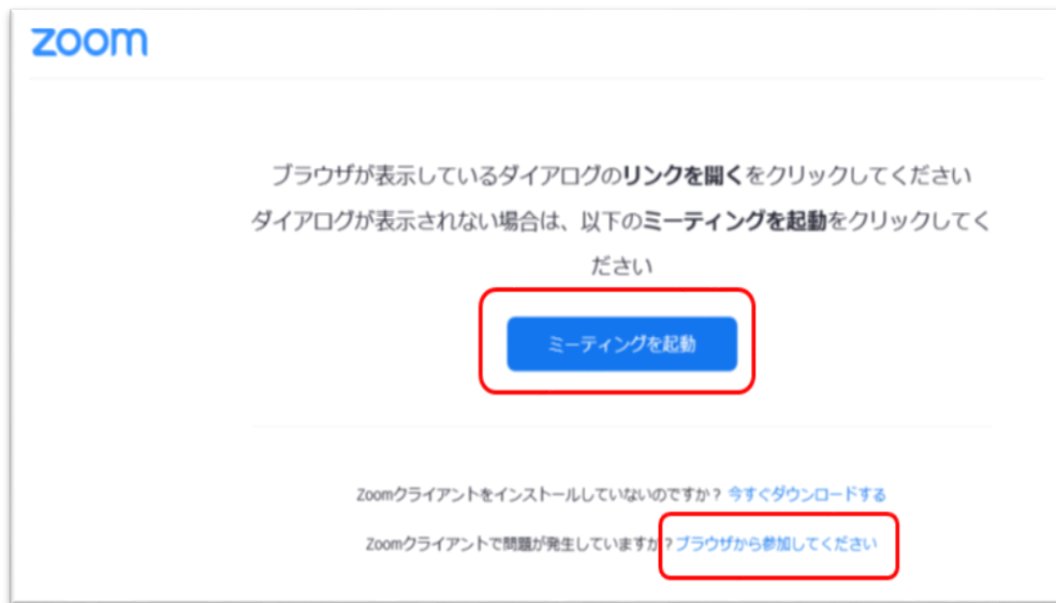 zoom
ブラウザが表示しているダイアログのリンクを開くをクリックしてください
ダイアログが表示されない場合は、以下のミーティングを起動をクリックしてく
ださい
ミーティングを起動
Zoomクライアントをインストールしていないのですか？ 今すぐダウンロードする
Zoomクライアントで問題が発生していますか？ブラウザから参加してください